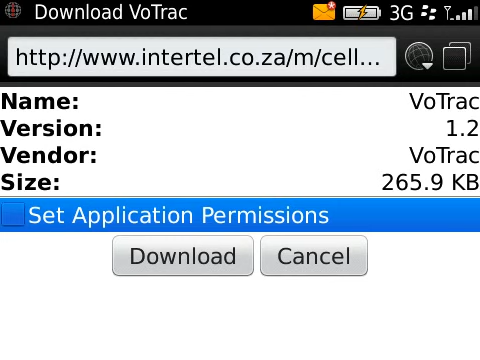 Download VoTrac 3G
http://www.intertel.co.za/m/cell...
Name: VoTrac
Version: 1.2
Vendor: VoTrac
Size: 265.9 KB
Set Application Permissions
Download Cancel